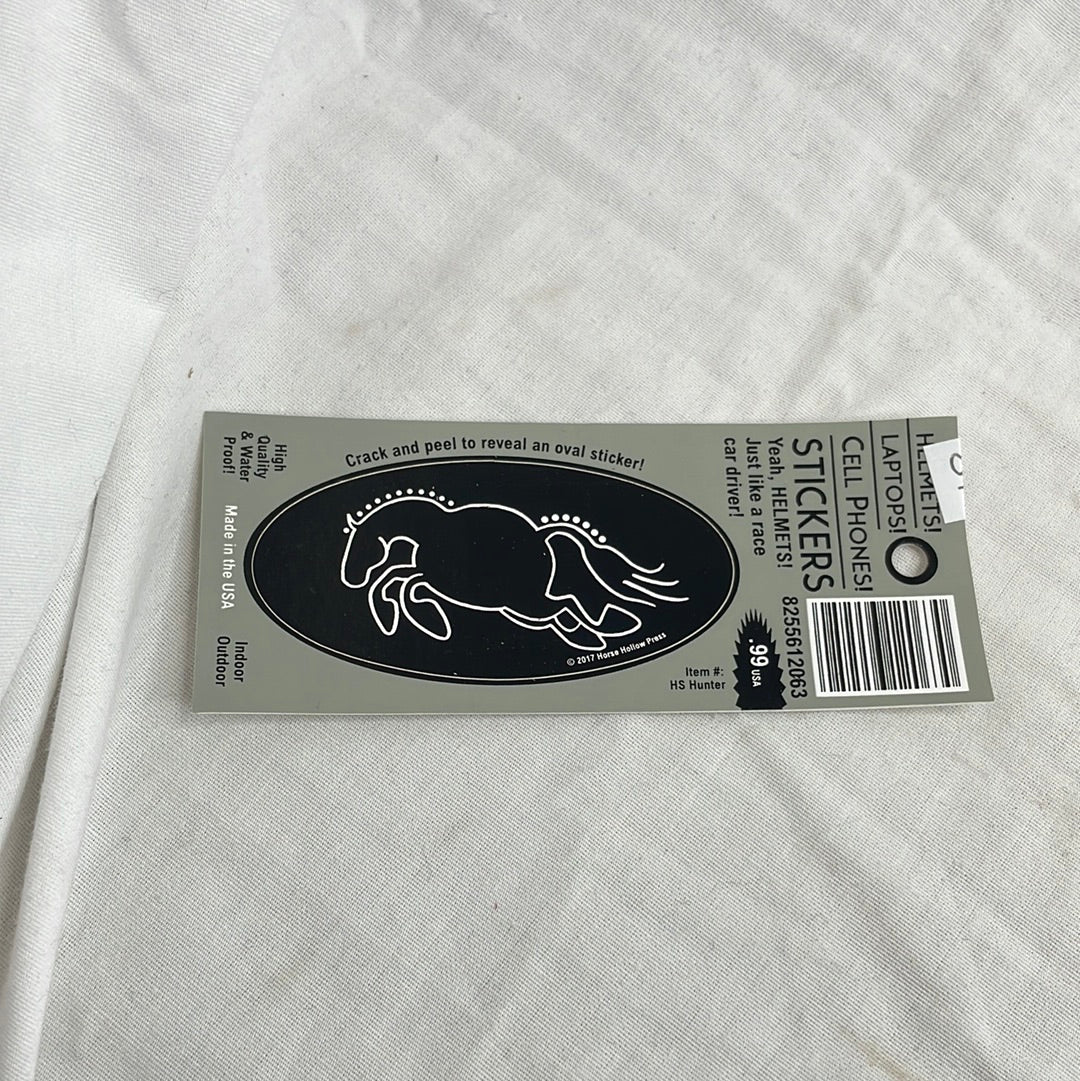 HELMETS!
LAPTOPS!
CELL PHONES!
STICKERS
Yeah, HELMETS!
Just like a race
car driver!
Crack and peel to reveal an oval sticker!
High
Quality
& Water
Proof!
Made in the USA
Indoor
Outdoor
© 2017 Horse Hollow Press
Item #:
HS Hunter
.99 USA
8255612063